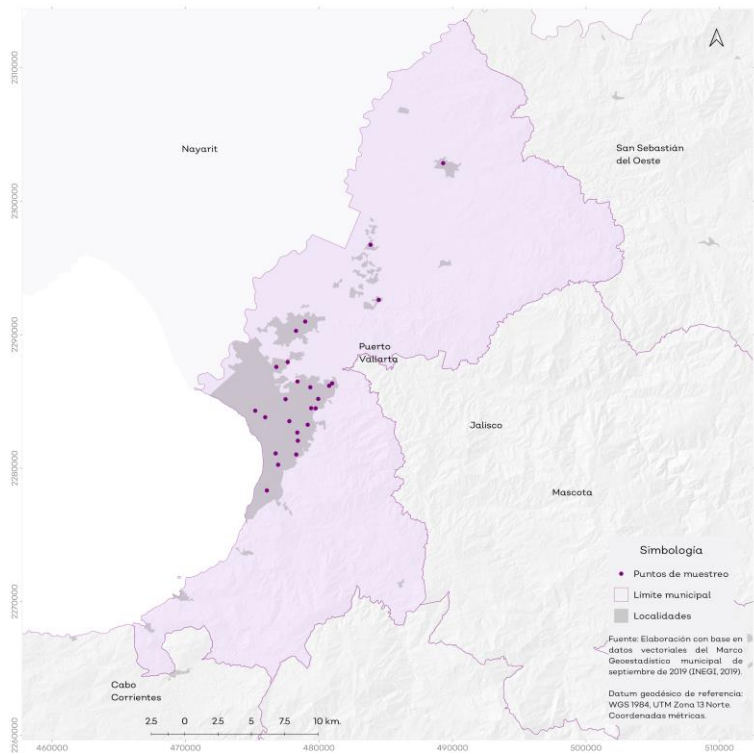 2310000
Nayarit
San Sebastián
del Oeste
2300000
2290000
Puerto
Vallarta
Jalisco
2280000
Mascota
Simbología
Puntos de muestreo
Límite municipal
Localidades
2270000
Fuente: Elaboración con base en
datos vectoriales del Marco
Geoestadístico municipal de
septiembre de 2019 (INEGI, 2019).
Datum geodésico de referencia:
WGS 1984, UTM Zona 13 Norte.
Coordenadas métricas.
Cabo
Corrientes
2.5 0 2.5 5 7.5 10 km.
2260000
460000 470000 480000 490000 500000 510000